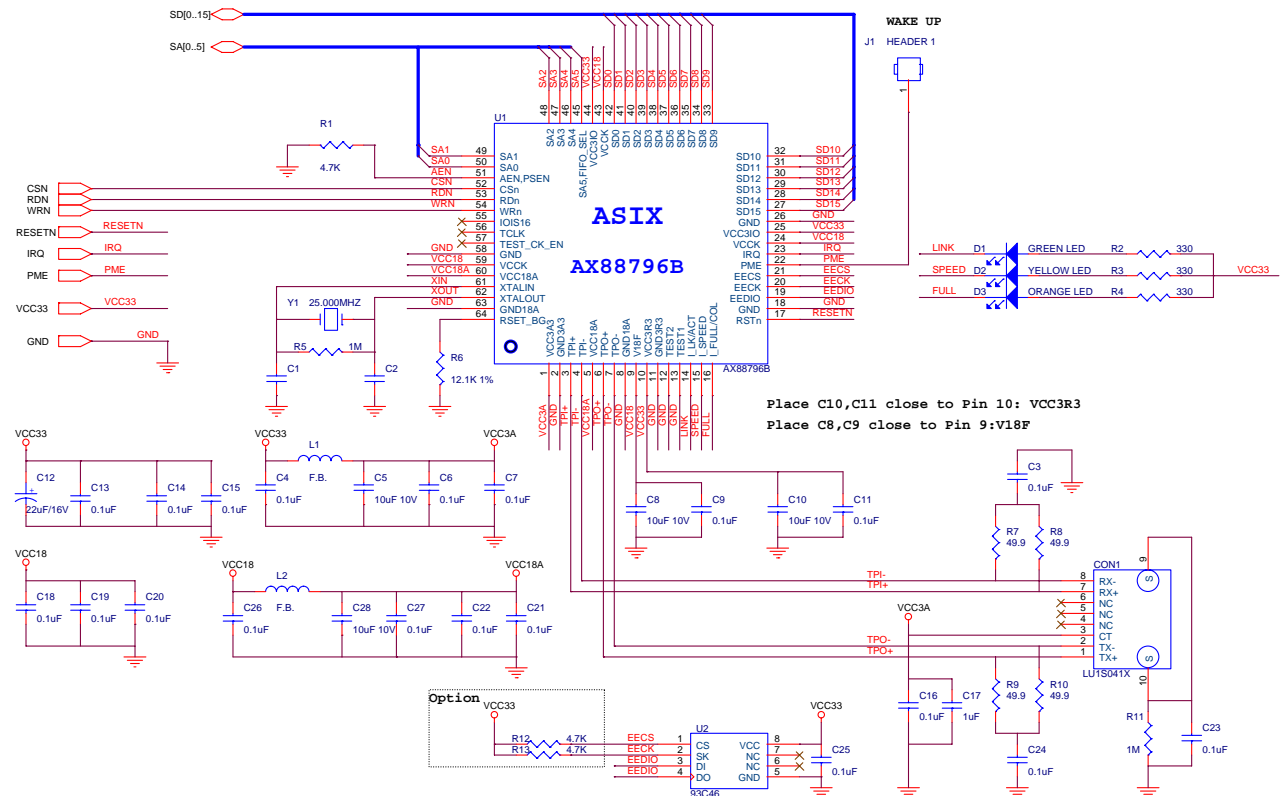 SD[0..15]
SA[0..5]
WAKE UP
J1 HEADER 1
1
SA2
SA3
SA4
SA5
VCC33
VCC18
SD0
SD1
SD2
SD3
SD4
SD5
SD6
SD7
SD8
SD9
48
47
46
45
44
43
42
41
40
39
38
37
36
35
34
33
U1
SA2
SA3
SA4
SA5,FIFO_SEL
VCC3IO
VCCK
SD0
SD1
SD2
SD3
SD4
SD5
SD6
SD7
SD8
SD9
R1
4.7K
SA1 49 SA1
SA0 50 SA0
AEN 51 AEN,PSEN
CSN CSN 52 CSn
RDN RDN 53 RDn
WRN WRN 54 WRn
55 IOIS16
56 TCLK
57 TEST_CK_EN
GND 58 GND
VCC18 59 VCCK
VCC18A 60 VCC18A
XIN 61 XTALIN
XOUT 62 XTALOUT
GND 63 GND18A
64 RSET_BG
RESETN RESETN
IRQ IRQ
PME PME
VCC33 VCC33
GND GND
ASIX
AX88796B
SD10 32 SD10
SD11 31 SD11
SD12 30 SD12
SD13 29 SD13
SD14 28 SD14
SD15 27 SD15
GND 26 GND
VCC3IO 25 VCC33
VCCK 24 VCC18
IRQ 23 IRQ
PME 22 PME
EECS 21 EECS
EECK 20 EECK
EEDIO 19 EEDIO
GND 18 GND
RSTn 17 RESETN
LINK D1 GREEN LED R2 330
SPEED D2 YELLOW LED R3 330 VCC33
FULL D3 ORANGE LED R4 330
Y1 25.000MHZ
R5 1M
C1
C2
R6
12.1K 1%
VCC3A3
GND3A3
TPI+
TPI-
VCC18A
TPO+
TPO-
GND18A
V18F
VCC3R3
GND3R3
TEST2
TEST1
I_LK/ACT
I_SPEED
I_FULL/COL
AX88796B
1
2
3
4
5
6
7
8
9
10
11
12
13
14
15
16
VCC3A
GND
TPI+
TPI-
VCC18A
TPO+
TPO-
GND
VCC18
VCC33
GND
GND
GND
LINK
SPEED
FULL
Place C10,C11 close to Pin 10: VCC3R3
Place C8,C9 close to Pin 9:V18F
VCC33
C12
22uF/16V
+
C13
0.1uF
C14
0.1uF
C15
0.1uF
VCC33
L1
F.B.
VCC3A
C4
0.1uF
C5
10uF 10V
C6
0.1uF
C7
0.1uF
C8
10uF 10V
C9
0.1uF
C10
10uF 10V
C11
0.1uF
C3
0.1uF
R7
49.9
R8
49.9
VCC18
C18
0.1uF
C19
0.1uF
C20
0.1uF
VCC18
L2
F.B.
VCC18A
C26
0.1uF
C28
10uF 10V
C27
0.1uF
C22
0.1uF
C21
0.1uF
CON1
TPI- 8 RX-
TPI+ 7 RX+
6 NC
5 NC
4 NC
3 CT
TPO- 2 TX-
TPO+ 1 TX+
LU1S041X
9
S
S
10
VCC3A
C16
0.1uF
C17
1uF
R9
49.9
R10
49.9
C24
0.1uF
R11
1M
C23
0.1uF
Option
VCC33
R12 4.7K
R13 4.7K
U2
EECS 1 CS
EECK 2 SK
EEDIO 3 DI
EEDIO 4 DO
VCC 8
NC 7
NC 6
GND 5
93C46
VCC33
C25
0.1uF